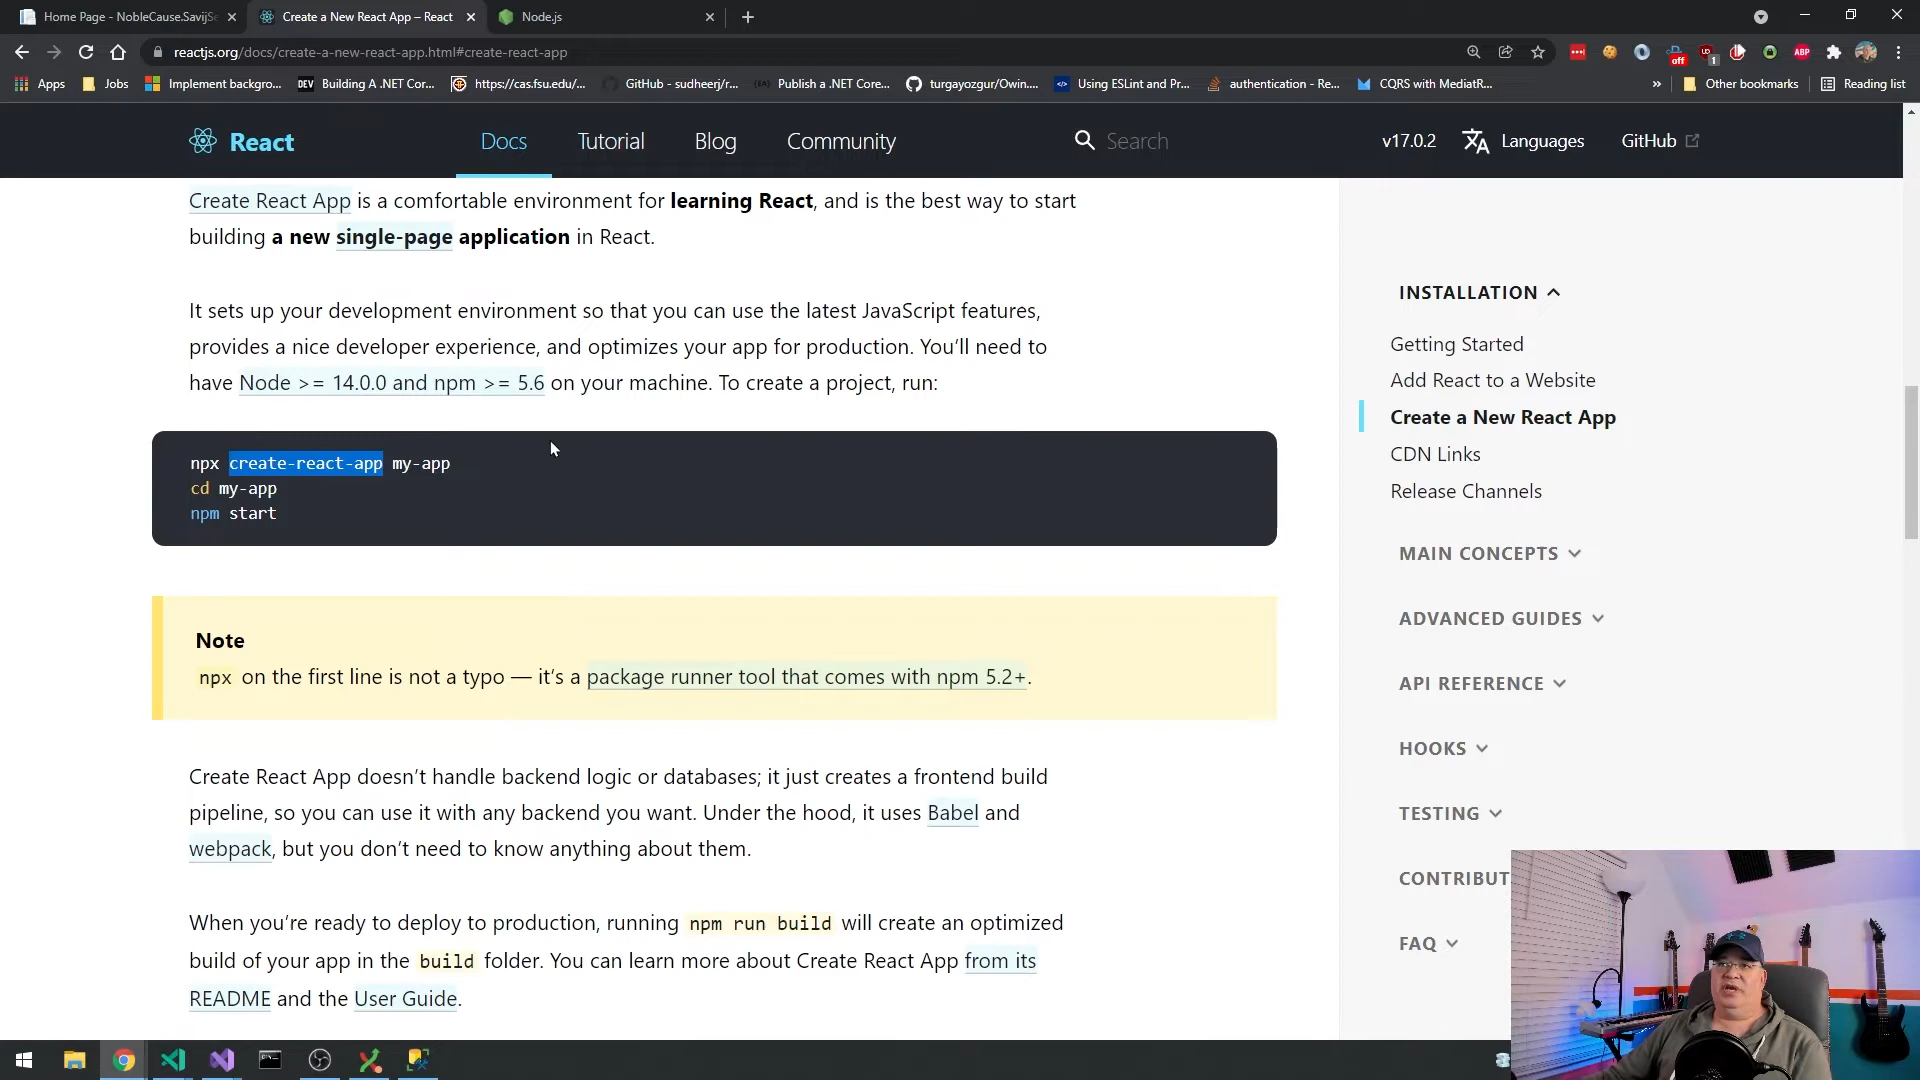 Home Page - NobleCause.SavijSe
Create a New React App – React
Node.js
reactjs.org/docs/create-a-new-react-app.html#create-react-app
off
1
ABP
Apps
Jobs
Implement backgro...
DEV
Building A .NET Cor...
https://cas.fsu.edu/...
GitHub - sudheerj/r...
Publish a .NET Core...
turgayozgur/Owin....
Using ESLint and Pr...
authentication - Re...
CQRS with MediatR...
»
Other bookmarks
Reading list
React
Docs
Tutorial
Blog
Community
Search
v17.0.2
Languages
GitHub
Create React App is a comfortable environment for learning React, and is the best way to start
building a new single-page application in React.
It sets up your development environment so that you can use the latest JavaScript features,
provides a nice developer experience, and optimizes your app for production. You’ll need to
have Node >= 14.0.0 and npm >= 5.6 on your machine. To create a project, run:
npx create-react-app my-app
cd my-app
npm start
Note
npx on the first line is not a typo — it’s a package runner tool that comes with npm 5.2+.
Create React App doesn’t handle backend logic or databases; it just creates a frontend build
pipeline, so you can use it with any backend you want. Under the hood, it uses Babel and
webpack, but you don’t need to know anything about them.
When you’re ready to deploy to production, running npm run build will create an optimized
build of your app in the build folder. You can learn more about Create React App from its
README and the User Guide.
INSTALLATION
Getting Started
Add React to a Website
Create a New React App
CDN Links
Release Channels
MAIN CONCEPTS
ADVANCED GUIDES
API REFERENCE
HOOKS
TESTING
CONTRIBUT
FAQ